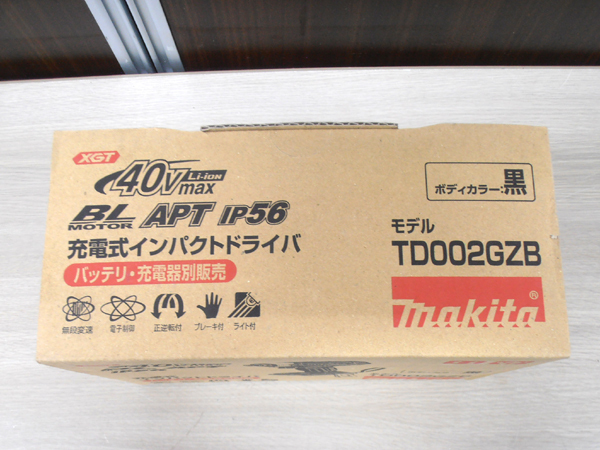 XGT
40Vmax Li-ion
BL MOTOR APT IP56
充電式インパクトドライバ
バッテリ・充電器別販売
無段変速 電子制御 正逆転付 ブレーキ付 ライト付
ボディカラー:黒
モデル
TD002GZB
makita®
TD002GZB
黒